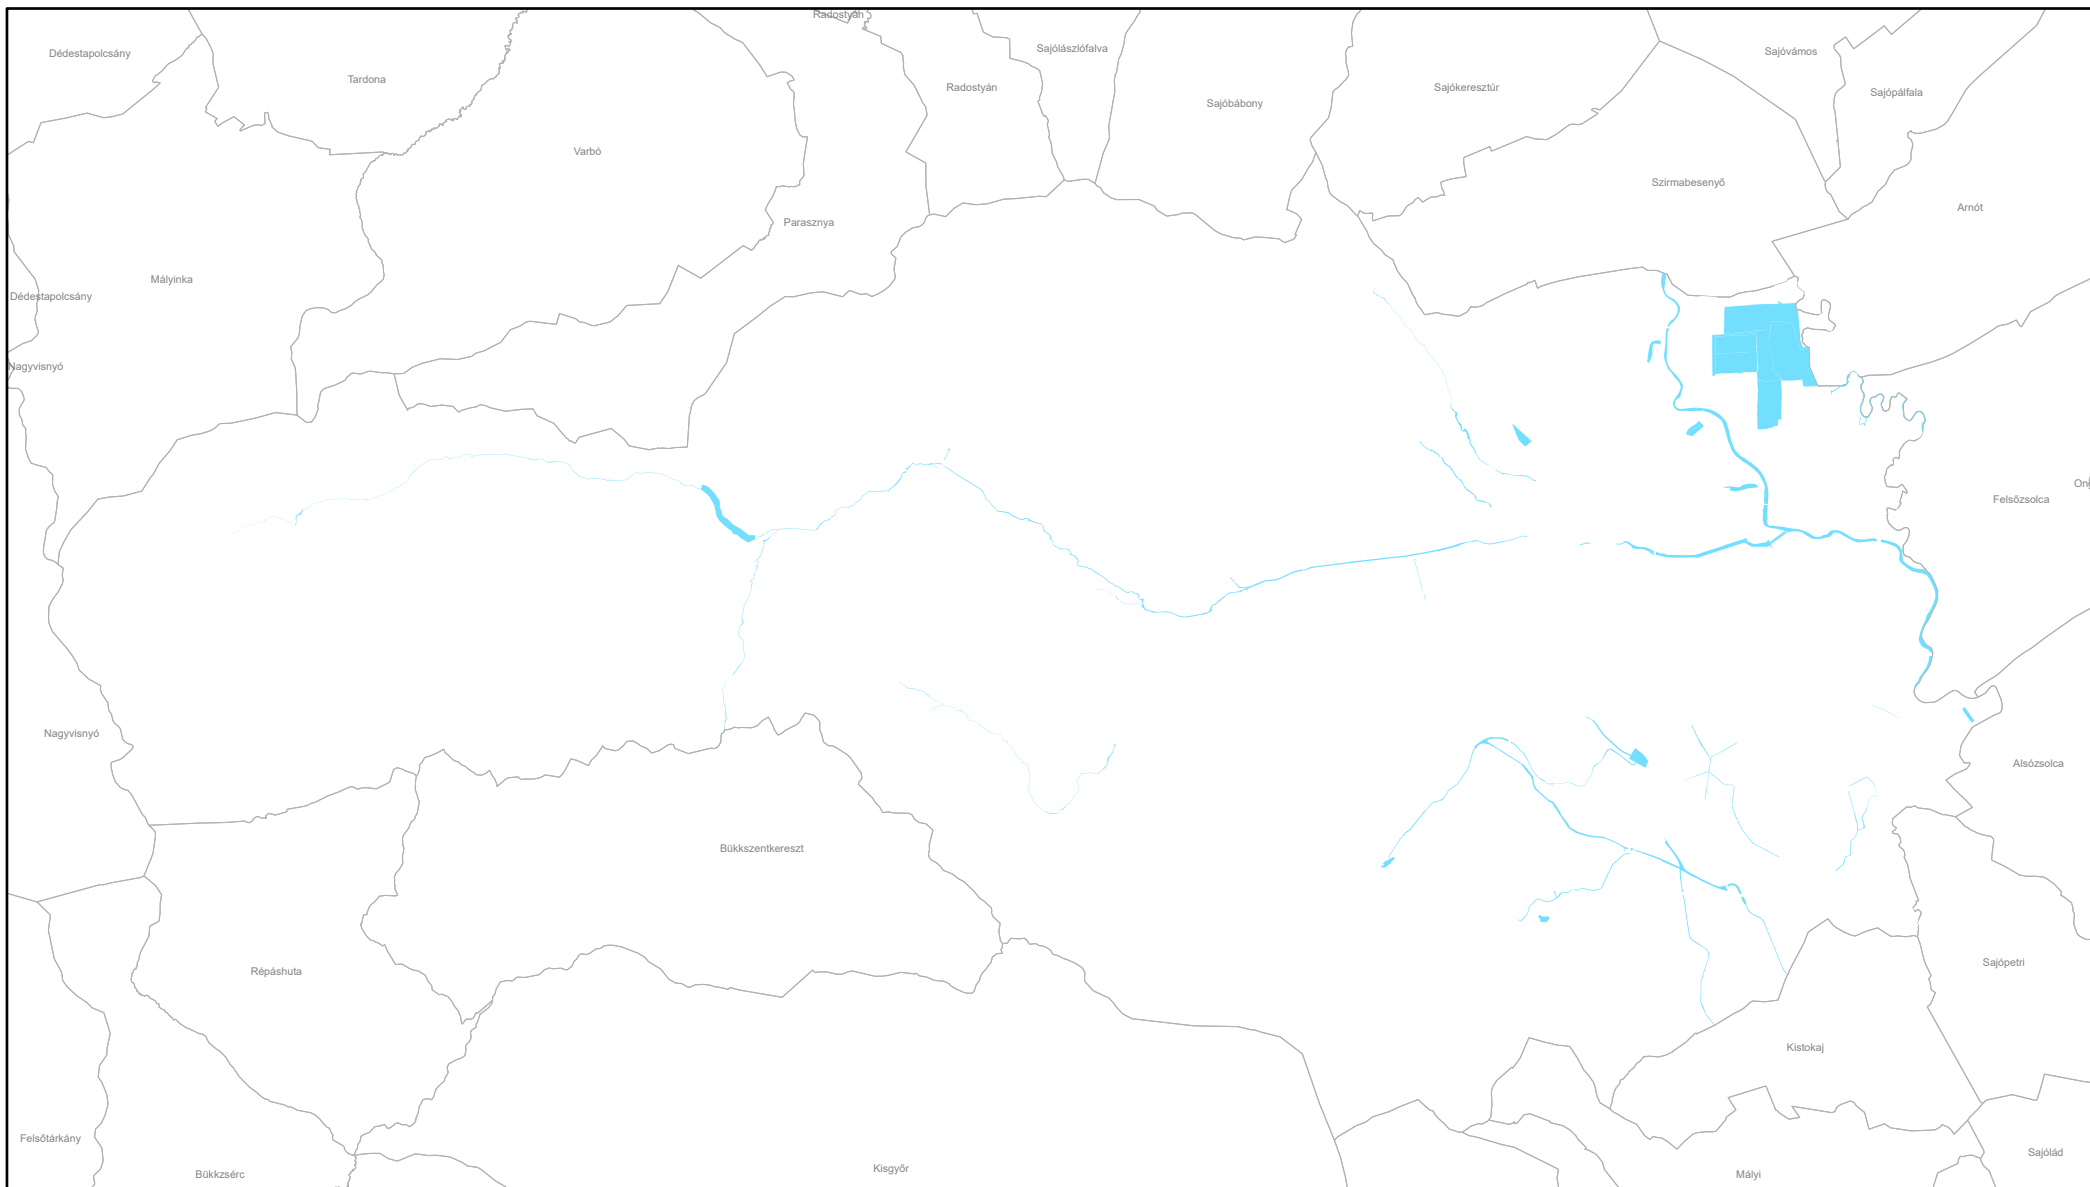 Radostyán
Dédestapolcsány
Tardona
Sajólászlófalva
Sajóvámos
Radostyán
Sajókeresztúr
Sajópálfala
Sajóbábony
Varbó
Szirmabesenyő
Arnót
Parasznya
Mályinka
Dédestapolcsány
Nagyvisnyó
Felsőzsolca
Nagyvisnyó
Alsózsolca
Bükkszentkereszt
Répáshuta
Sajópetri
Kistokaj
Felsőtárkány
Sajólád
Bükkzsérc
Kisgyőr
Mályi